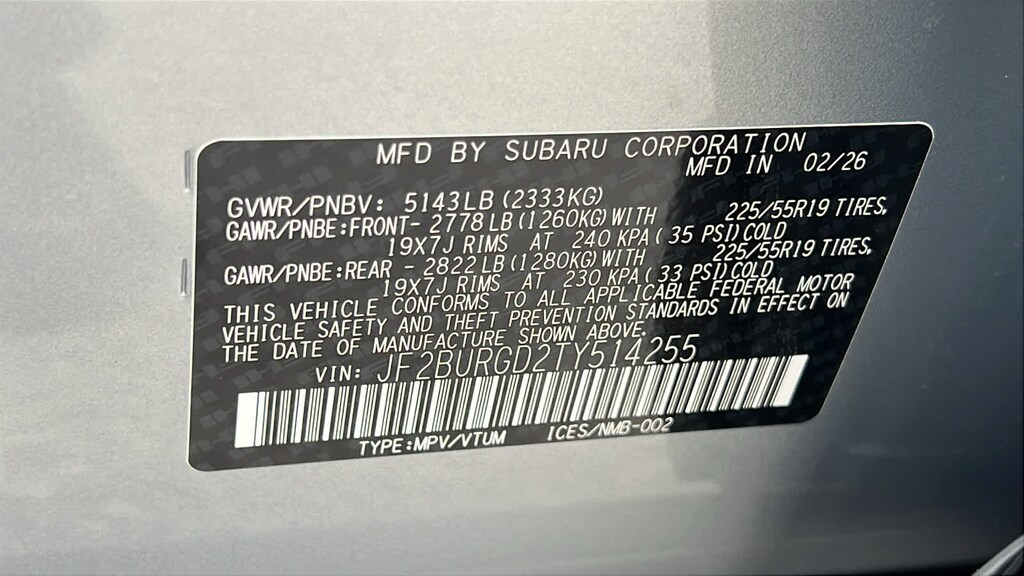 MFD BY SUBARU CORPORATION
MFD IN 02/26
GVWR/PNBV: 5143LB (2333KG)
GAWR/PNBE:FRONT- 2778 LB (1260KG) WITH 225/55R19 TIRES,
19X7J RIMS AT 240 KPA ( 35 PSI) COLD
GAWR/PNBE:REAR - 2822 LB (1280KG) WITH 225/55R19 TIRES,
19X7J RIMS AT 230 KPA ( 33 PSI) COLD
THIS VEHICLE CONFORMS TO ALL APPLICABLE FEDERAL MOTOR
VEHICLE SAFETY AND THEFT PREVENTION STANDARDS IN EFFECT ON
THE DATE OF MANUFACTURE SHOWN ABOVE.
VIN: JF2BURGD2TY514255
TYPE:MPV/VTUM ICES/NMB-002